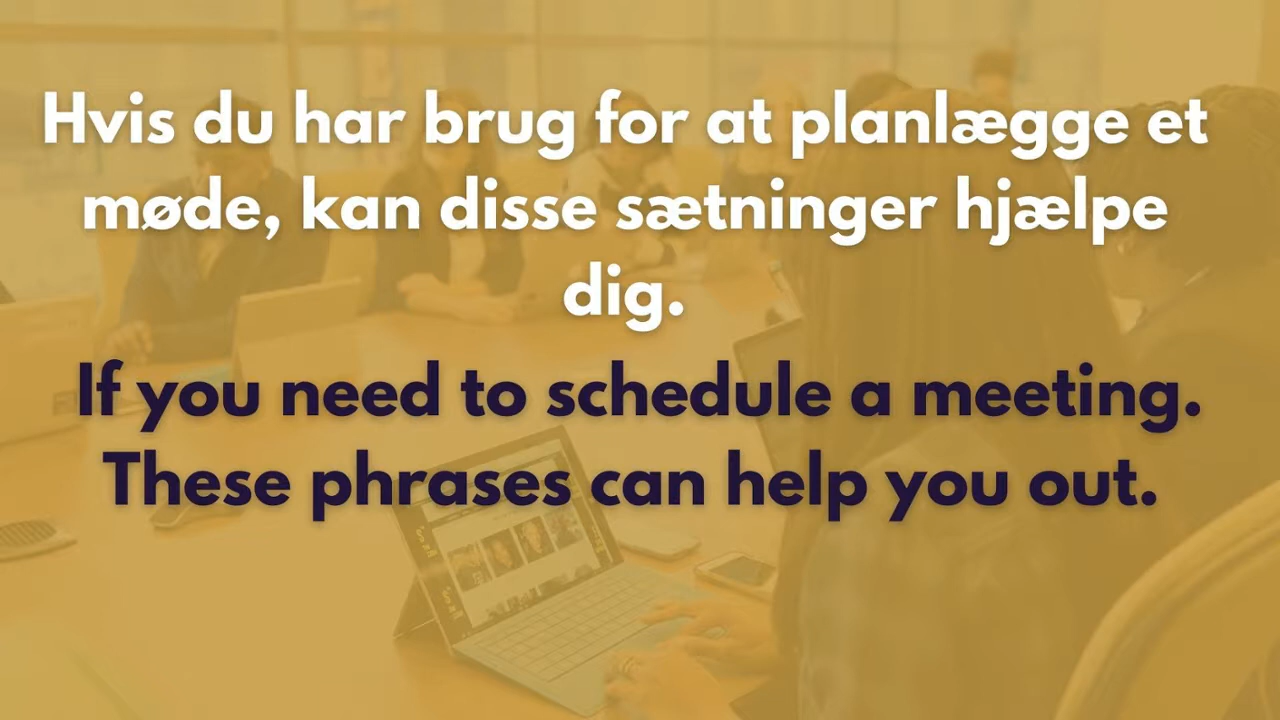 Hvis du har brug for at planlægge et
møde, kan disse sætninger hjælpe
dig.
If you need to schedule a meeting.
These phrases can help you out.